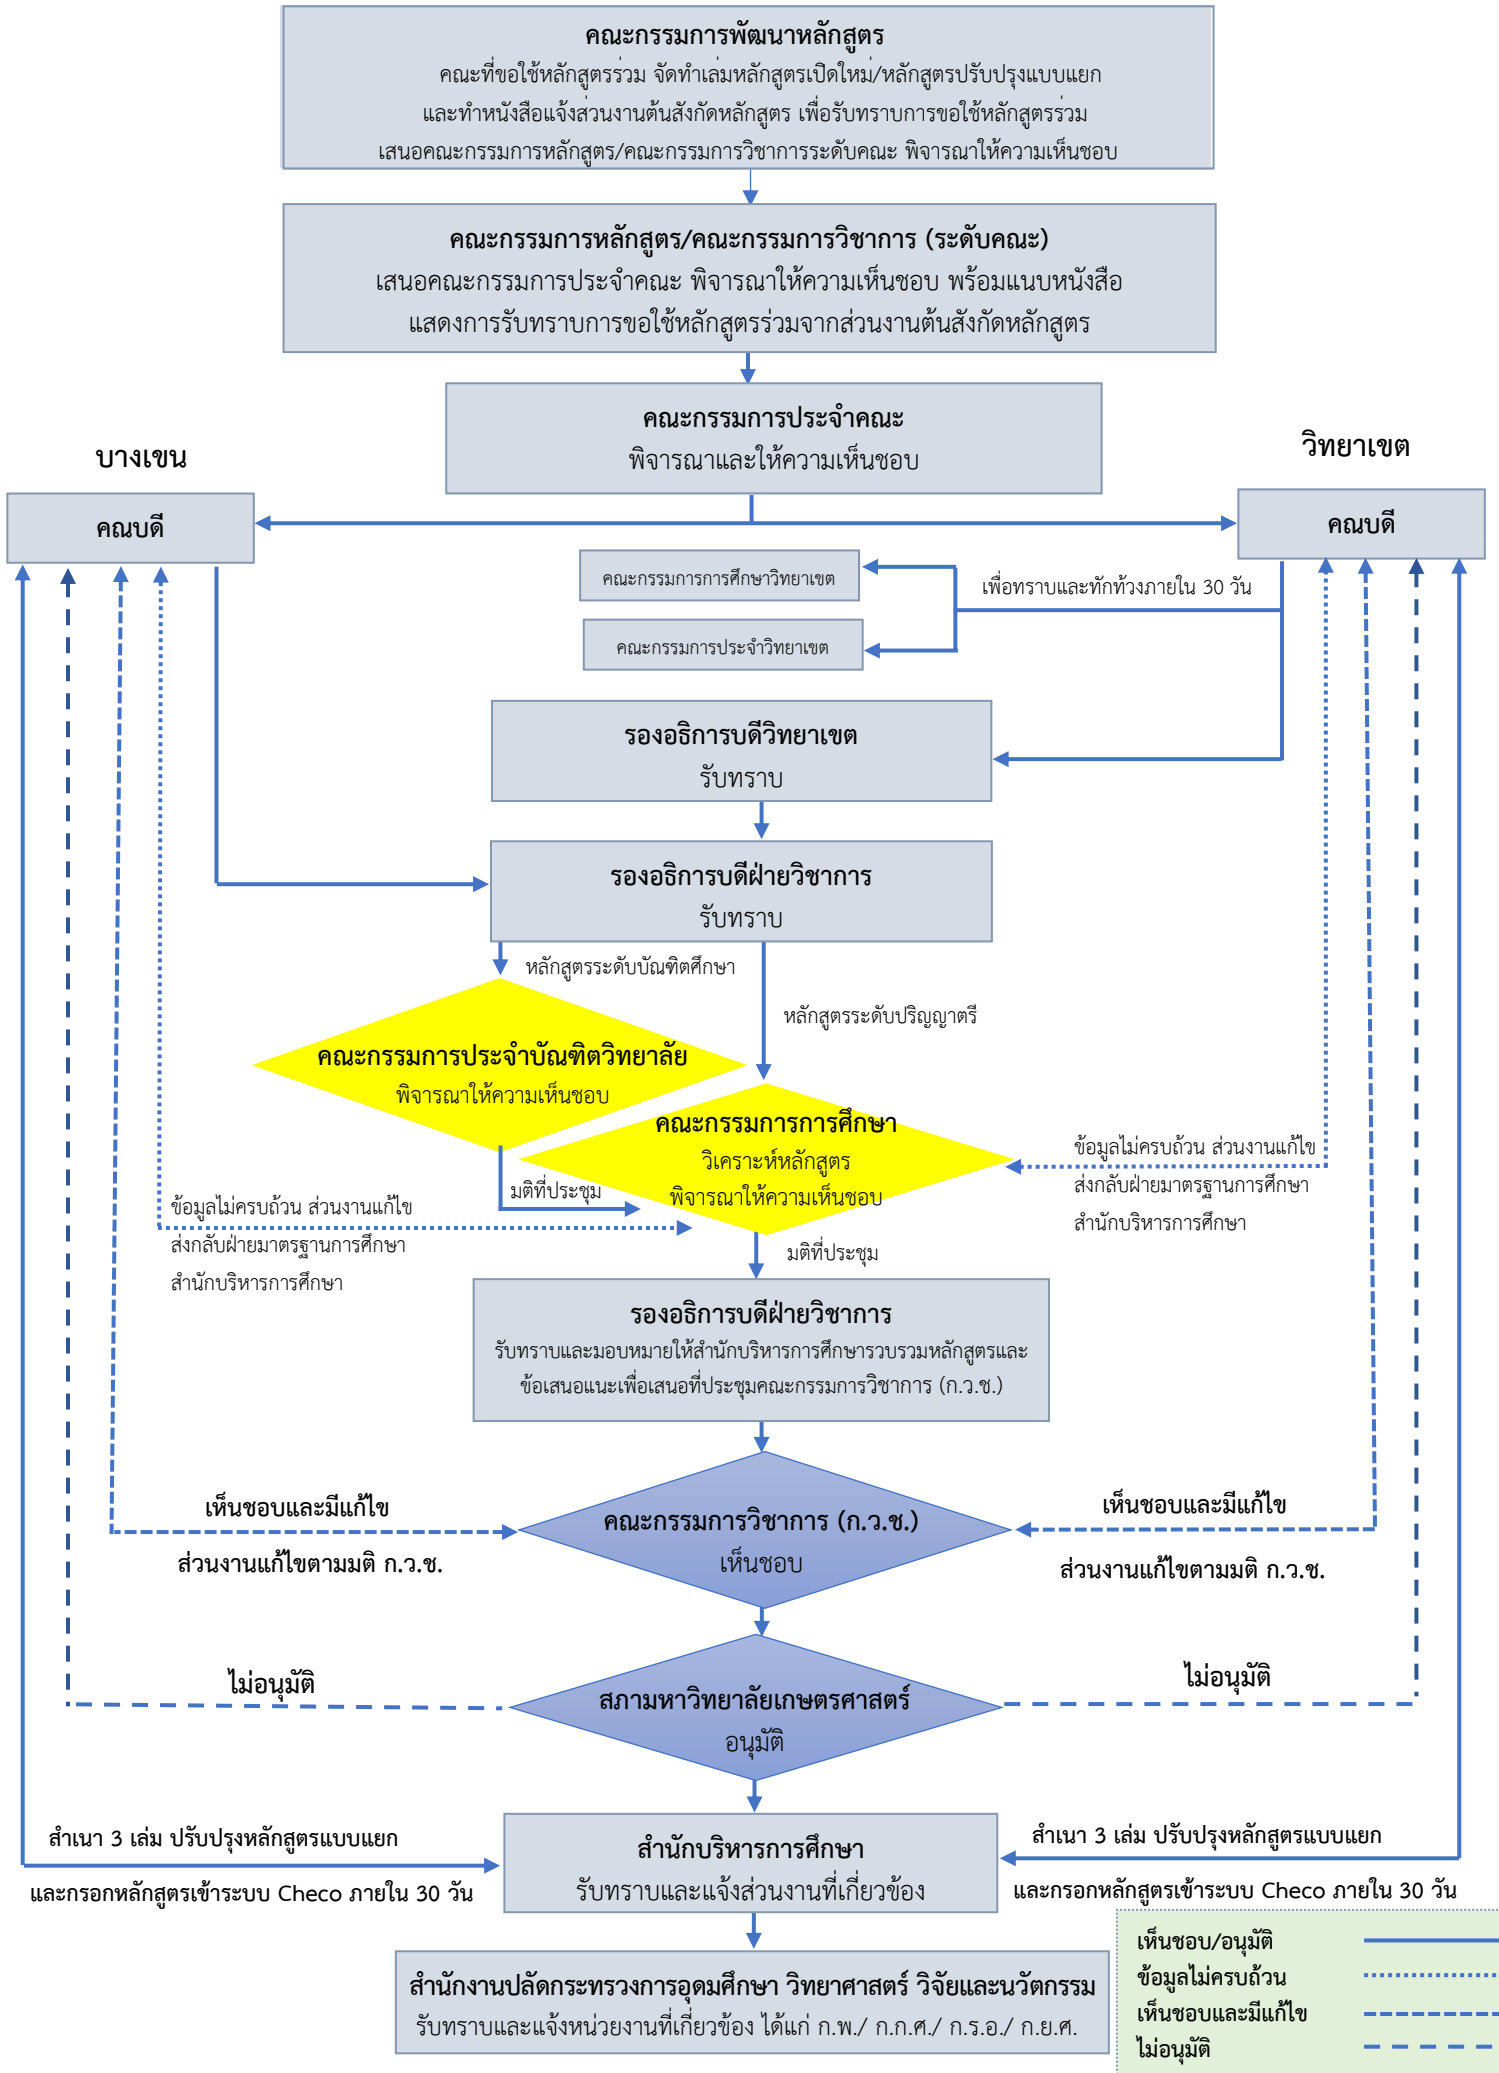 คณะกรรมการพัฒนาหลักสูตร
คณะที่ขอใช้หลักสูตรร่วม จัดทำเล่มหลักสูตรเปิดใหม่/หลักสูตรปรับปรุงแบบแยก
และทำหนังสือแจ้งส่วนงานต้นสังกัดหลักสูตร เพื่อรับทราบการขอใช้หลักสูตรร่วม
เสนอคณะกรรมการหลักสูตร/คณะกรรมการวิชาการระดับคณะ พิจารณาให้ความเห็นชอบ
คณะกรรมการหลักสูตร/คณะกรรมการวิชาการ (ระดับคณะ)
เสนอคณะกรรมการประจำคณะ พิจารณาให้ความเห็นชอบ พร้อมแนบหนังสือ
แสดงการรับทราบการขอใช้หลักสูตรร่วมจากส่วนงานต้นสังกัดหลักสูตร
คณะกรรมการประจำคณะ
พิจารณาและให้ความเห็นชอบ
บางเขน
วิทยาเขต
คณบดี
คณบดี
คณะกรรมการการศึกษาวิทยาเขต
เพื่อทราบและทักท้วงภายใน 30 วัน
คณะกรรมการประจำวิทยาเขต
รองอธิการบดีวิทยาเขต
รับทราบ
รองอธิการบดีฝ่ายวิชาการ
รับทราบ
หลักสูตรระดับบัณฑิตศึกษา
หลักสูตรระดับปริญญาตรี
คณะกรรมการประจำบัณฑิตวิทยาลัย
พิจารณาให้ความเห็นชอบ
คณะกรรมการการศึกษา
วิเคราะห์หลักสูตร
พิจารณาให้ความเห็นชอบ
มติที่ประชุม
ข้อมูลไม่ครบถ้วน ส่วนงานแก้ไข
ส่งกลับฝ่ายมาตรฐานการศึกษา
สำนักบริหารการศึกษา
ข้อมูลไม่ครบถ้วน ส่วนงานแก้ไข
ส่งกลับฝ่ายมาตรฐานการศึกษา
สำนักบริหารการศึกษา
มติที่ประชุม
รองอธิการบดีฝ่ายวิชาการ
รับทราบและมอบหมายให้สำนักบริหารการศึกษารวบรวมหลักสูตรและ
ข้อเสนอแนะเพื่อเสนอที่ประชุมคณะกรรมการวิชาการ (ก.ว.ช.)
เห็นชอบและมีแก้ไข
ส่วนงานแก้ไขตามมติ ก.ว.ช.
คณะกรรมการวิชาการ (ก.ว.ช.)
เห็นชอบ
เห็นชอบและมีแก้ไข
ส่วนงานแก้ไขตามมติ ก.ว.ช.
ไม่อนุมัติ
สภามหาวิทยาลัยเกษตรศาสตร์
อนุมัติ
ไม่อนุมัติ
สำเนา 3 เล่ม ปรับปรุงหลักสูตรแบบแยก
และกรอกหลักสูตรเข้าระบบ Checo ภายใน 30 วัน
สำนักบริหารการศึกษา
รับทราบและแจ้งส่วนงานที่เกี่ยวข้อง
สำเนา 3 เล่ม ปรับปรุงหลักสูตรแบบแยก
และกรอกหลักสูตรเข้าระบบ Checo ภายใน 30 วัน
สำนักงานปลัดกระทรวงการอุดมศึกษา วิทยาศาสตร์ วิจัยและนวัตกรรม
รับทราบและแจ้งหน่วยงานที่เกี่ยวข้อง ได้แก่ ก.พ./ ก.ก.ศ./ ก.ร.อ./ ก.ย.ศ.
เห็นชอบ/อนุมัติ
ข้อมูลไม่ครบถ้วน
เห็นชอบและมีแก้ไข
ไม่อนุมัติ